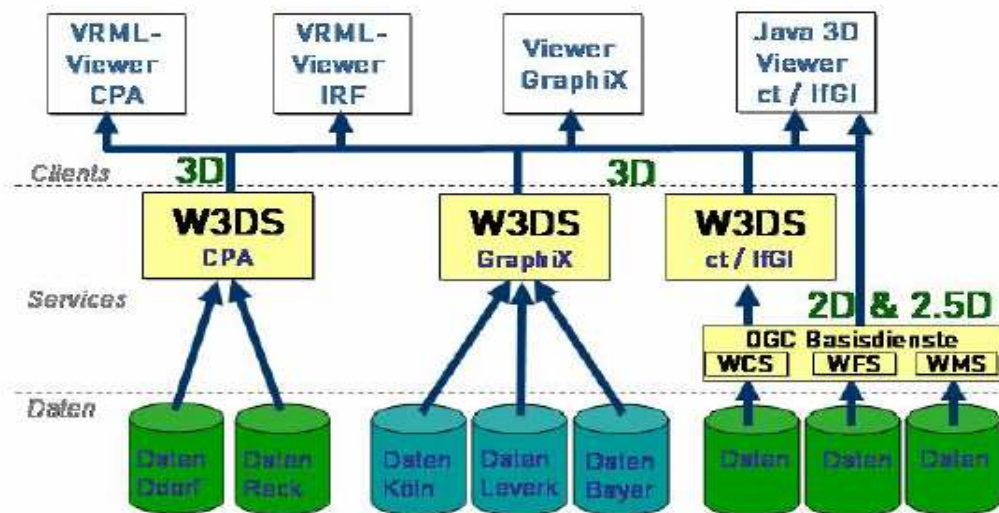 VRML-
Viewer
CPA
VRML-
Viewer
IRF
Viewer
GraphiX
Java 3D
Viewer
ct / IfGI
Clients
3D
3D
W3DS
CPA
W3DS
GraphiX
W3DS
ct / IfGI
Services
2D & 2.5D
OGC Basisdienste
WCS
WFS
WMS
Daten
Daten
Ddorf
Daten
Reck
Daten
Köln
Daten
Leverk
Daten
Bayer
Daten
Daten
Daten